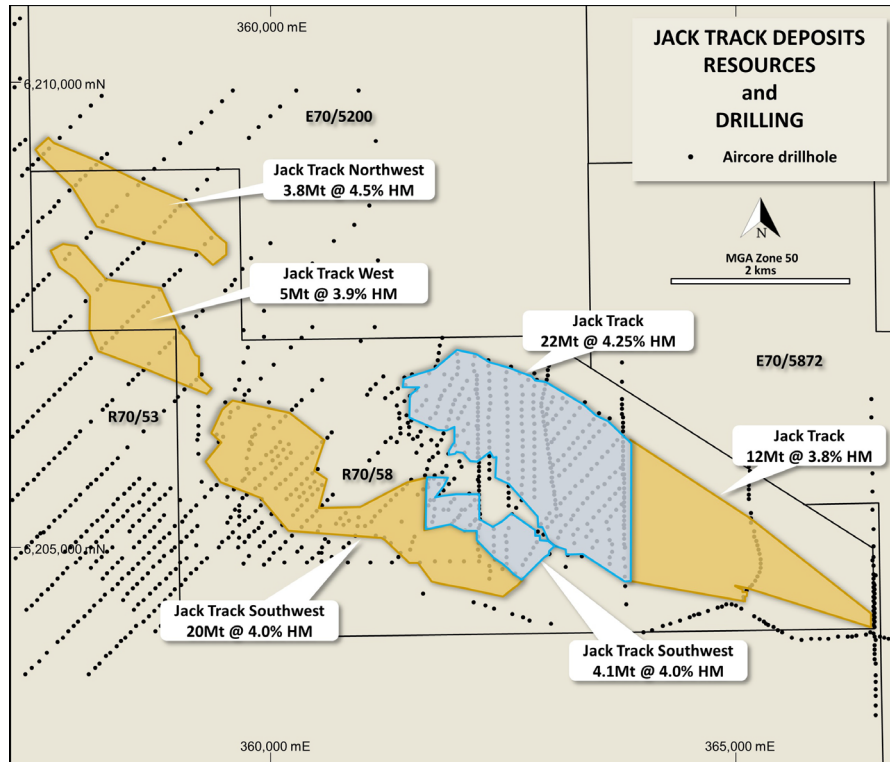 360,000 mE
JACK TRACK DEPOSITS
RESOURCES
and
DRILLING
Aircore drillhole
6,210,000 mN
E70/5200
Jack Track Northwest
3.8Mt @ 4.5% HM
N
MGA Zone 50
2 kms
Jack Track West
5Mt @ 3.9% HM
Jack Track
22Mt @ 4.25% HM
E70/5872
R70/53
Jack Track
12Mt @ 3.8% HM
R70/58
6,205,000 mN
Jack Track Southwest
20Mt @ 4.0% HM
Jack Track Southwest
4.1Mt @ 4.0% HM
360,000 mE
365,000 mE